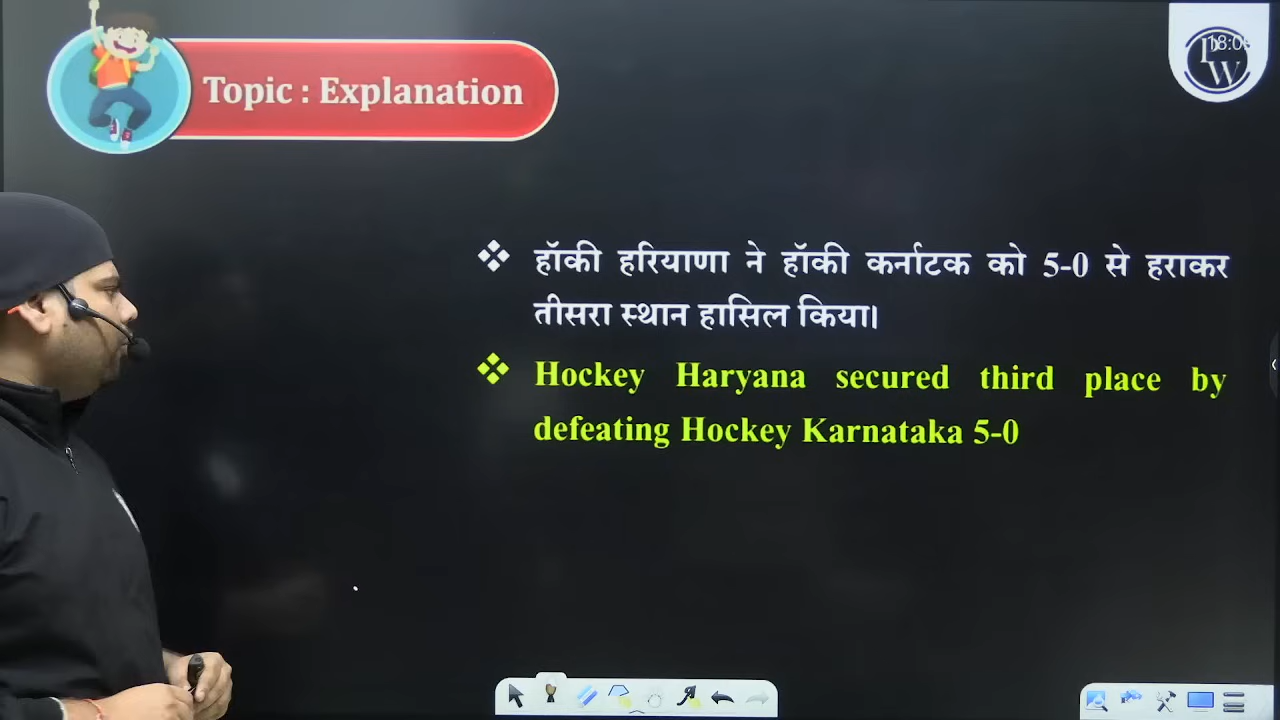 Topic : Explanation
हॉकी हरियाणा ने हॉकी कर्नाटक को 5-0 से हराकर
तीसरा स्थान हासिल किया।
Hockey Haryana secured third place by
defeating Hockey Karnataka 5-0